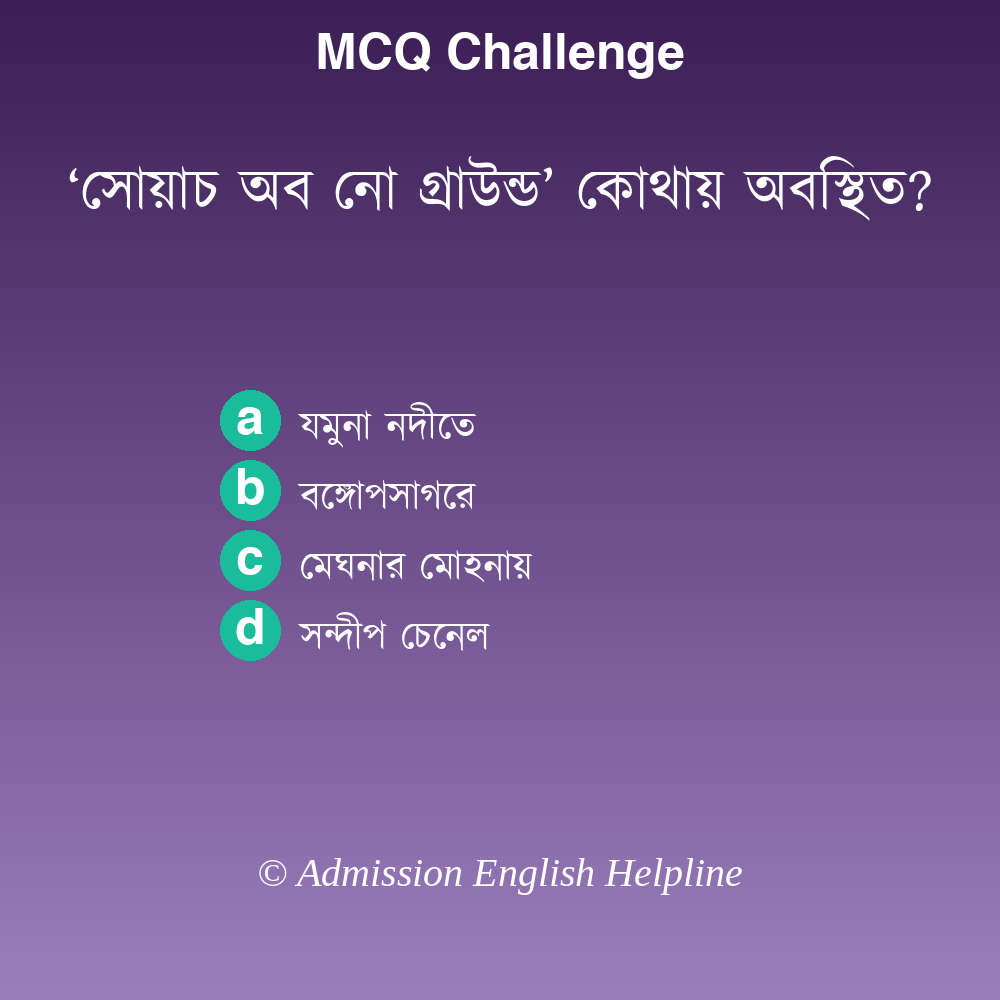 MCQ Challenge
‘সোয়াচ অব নো গ্রাউন্ড’ কোথায় অবস্থিত?
a যমুনা নদীতে
b বঙ্গোপসাগরে
c মেঘনার মোহনায়
d সন্দীপ চেনেল
© Admission English Helpline